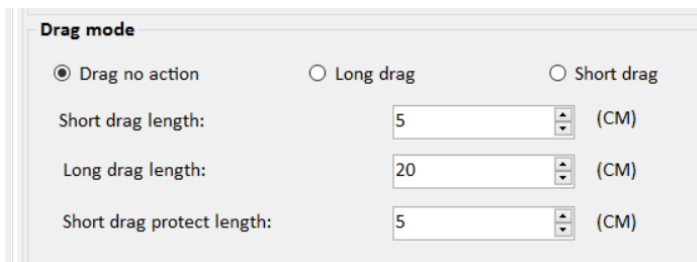 Drag mode
Drag no action Long drag Short drag
Short drag length: 5 (CM)
Long drag length: 20 (CM)
Short drag protect length: 5 (CM)